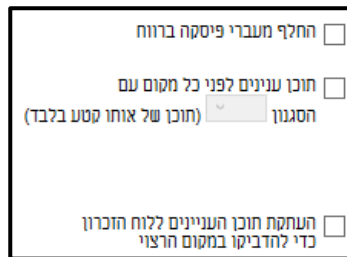 החלף מעברי פיסקה ברווח
תוכן ענינים לפני כל מקום עם
הסגנון (תוכן של אותו קטע בלבד)
העתקת תוכן העניינים ללוח הזכרון
כדי להדביקו במקום הרצוי